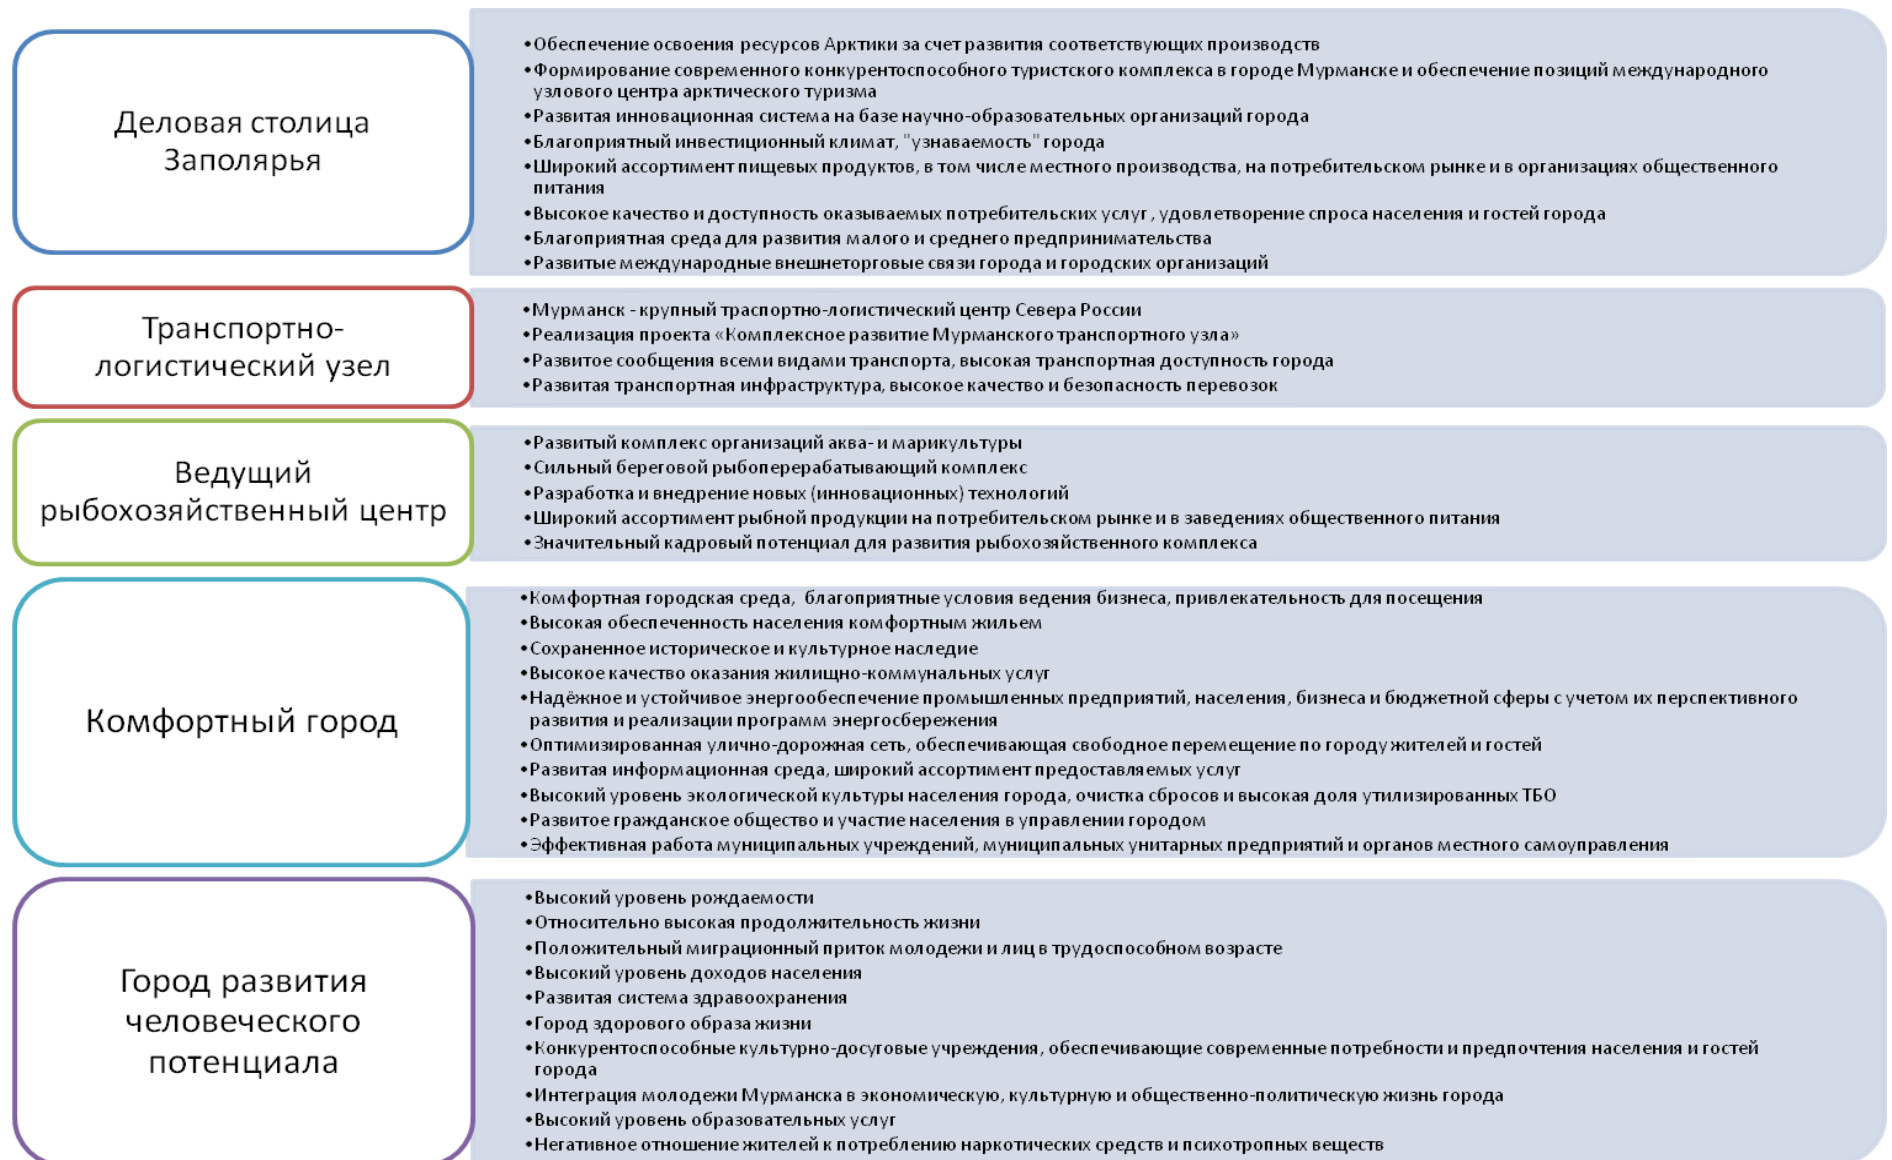 Деловая столица
Заполярья
•Обеспечение освоения ресурсов Арктики за счет развития соответствующих производств
•Формирование современного конкурентоспособного туристского комплекса в городе Мурманске и обеспечение позиций международного
узлового центра арктического туризма
•Развитая инновационная система на базе научно-образовательных организаций города
•Благоприятный инвестиционный климат, "узнаваемость" города
•Широкий ассортимент пищевых продуктов, в том числе местного производства, на потребительском рынке и в организациях общественного
питания
•Высокое качество и доступность оказываемых потребительских услуг , удовлетворение спроса населения и гостей города
•Благоприятная среда для развития малого и среднего предпринимательства
•Развитые международные внешнеторговые связи города и городских организаций
Транспортно-
логистический узел
•Мурманск - крупный траспортно-логистический центр Севера России
•Реализация проекта «Комплексное развитие Мурманского транспортного узла»
•Развитое сообщения всеми видами транспорта, высокая транспортная доступность города
•Развитая транспортная инфраструктура, высокое качество и безопасность перевозок
Ведущий
рыбохозяйственный центр
•Развитый комплекс организаций аква- и марикультуры
•Сильный береговой рыбоперерабатывающий комплекс
•Разработка и внедрение новых (инновационных) технологий
•Широкий ассортимент рыбной продукции на потребительском рынке и в заведениях общественного питания
•Значительный кадровый потенциал для развития рыбохозяйственного комплекса
Комфортный город
•Комфортная городская среда, благоприятные условия ведения бизнеса, привлекательность для посещения
•Высокая обеспеченность населения комфортным жильем
•Сохраненное историческое и культурное наследие
•Высокое качество оказания жилищно-коммунальных услуг
•Надёжное и устойчивое энергообеспечение промышленных предприятий, населения, бизнеса и бюджетной сферы с учетом их перспективного
развития и реализации программ энергосбережения
•Оптимизированная улично-дорожная сеть, обеспечивающая свободное перемещение по городу жителей и гостей
•Развитая информационная среда, широкий ассортимент предоставляемых услуг
•Высокий уровень экологической культуры населения города, очистка сбросов и высокая доля утилизированных ТБО
•Развитое гражданское общество и участие населения в управлении городом
•Эффективная работа муниципальных учреждений, муниципальных унитарных предприятий и органов местного самоуправления
Город развития
человеческого
потенциала
•Высокий уровень рождаемости
•Относительно высокая продолжительность жизни
•Положительный миграционный приток молодежи и лиц в трудоспособном возрасте
•Высокий уровень доходов населения
•Развитая система здравоохранения
•Город здорового образа жизни
•Конкурентоспособные культурно-досуговые учреждения, обеспечивающие современные потребности и предпочтения населения и гостей
города
•Интеграция молодежи Мурманска в экономическую, культурную и общественно-политическую жизнь города
•Высокий уровень образовательных услуг
•Негативное отношение жителей к потреблению наркотических средств и психотропных веществ